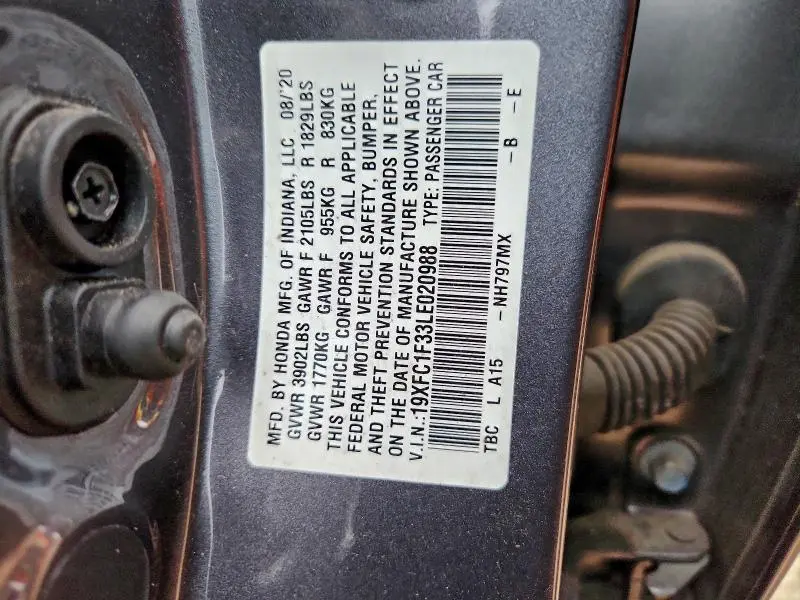 MFD. BY HONDA MFG. OF INDIANA, LLC. 08/'20
GVWR 3902LBS GAWR F 2105LBS R 1829LBS
GVWR 1770KG GAWR F 955KG R 830KG
THIS VEHICLE CONFORMS TO ALL APPLICABLE
FEDERAL MOTOR VEHICLE SAFETY, BUMPER,
AND THEFT PREVENTION STANDARDS IN EFFECT
ON THE DATE OF MANUFACTURE SHOWN ABOVE.
V.I.N.:19XFC1F33LE020988 TYPE: PASSENGER CAR
TBC L A15 -NH797MX -B -E